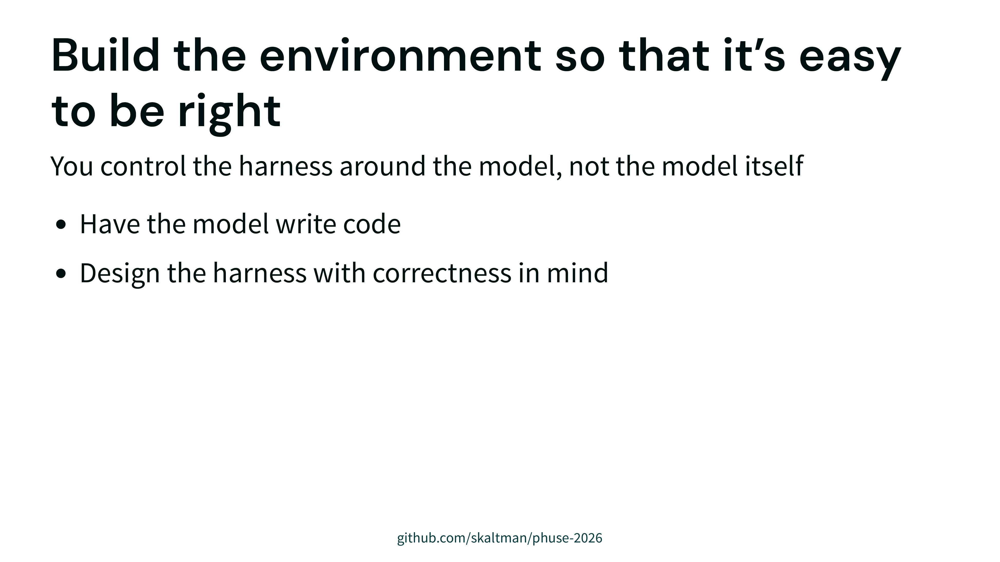 Build the environment so that it’s easy
to be right
You control the harness around the model, not the model itself
• Have the model write code
• Design the harness with correctness in mind
github.com/skaltman/phuse-2026